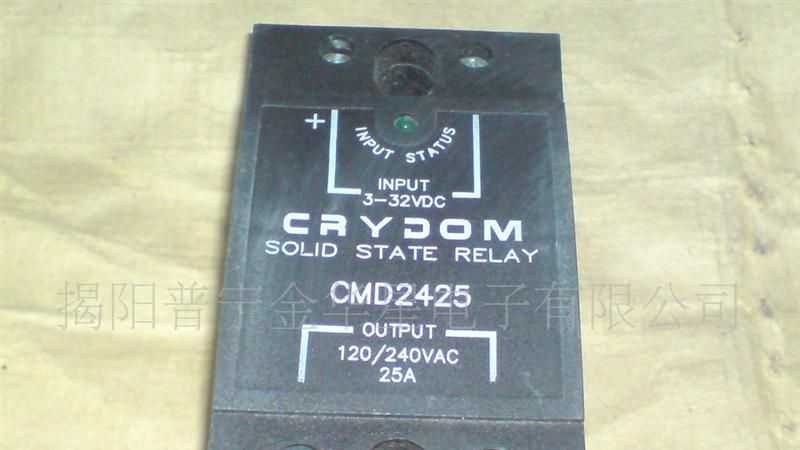 +
INPUT STATUS
INPUT
3-32VDC
CRYDOM
SOLID STATE RELAY
CMD2425
揭阳普宁金华星电子有限公司
OUTPUT
120/240VAC
25A